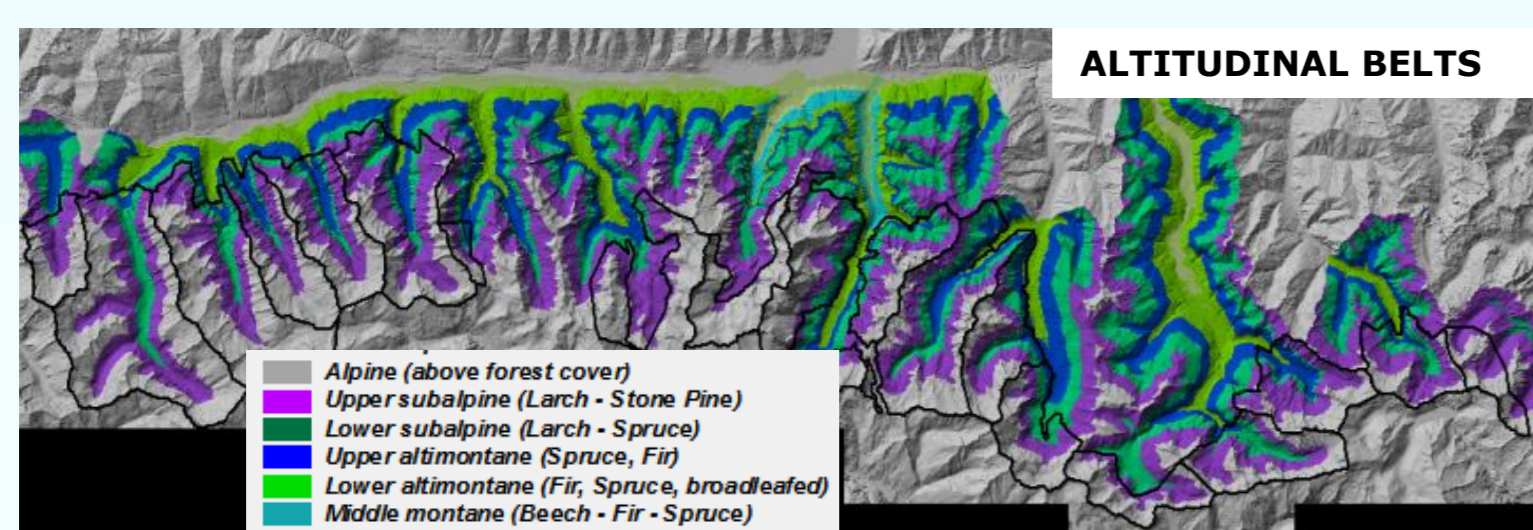 ALTITUDINAL BELTS
Alpine (above forest cover)
Upper subalpine (Larch - Stone Pine)
Lower subalpine (Larch - Spruce)
Upper altimontane (Spruce, Fir)
Lower altimontane (Fir, Spruce, broadleafed)
Middle montane (Beech - Fir - Spruce)